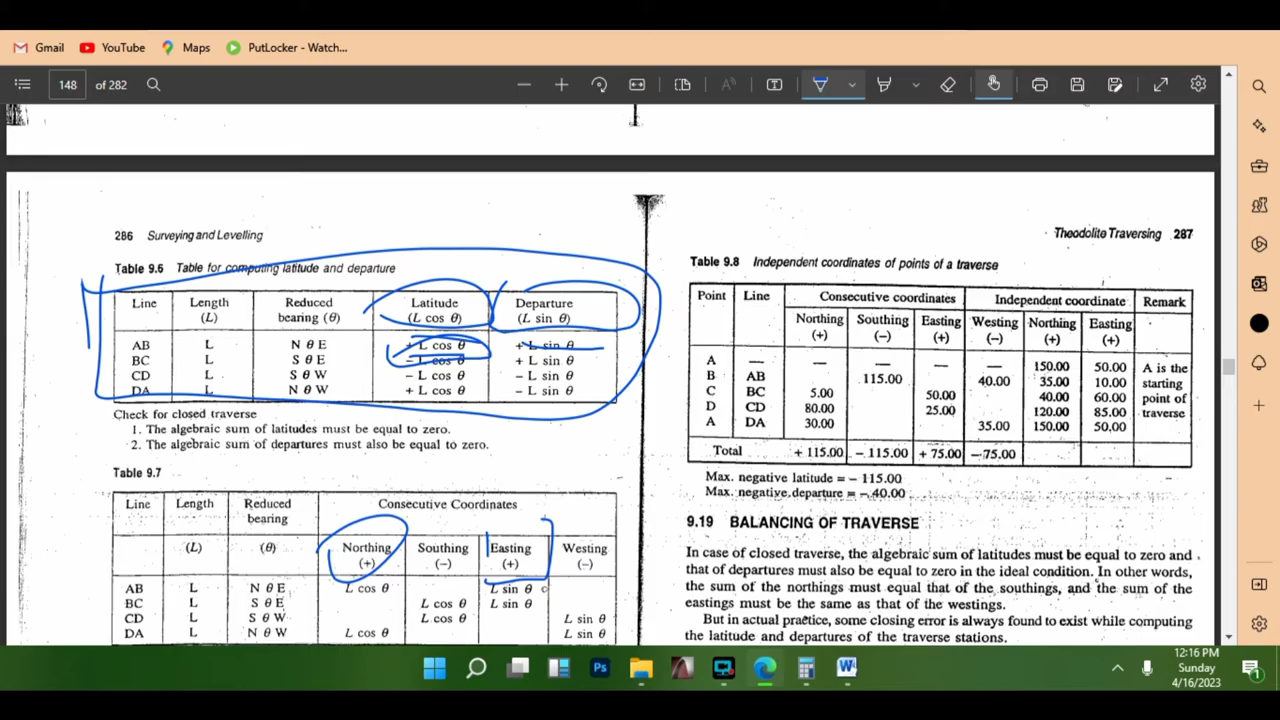 Gmail YouTube Maps PutLocker - Watch...
148 of 282
286 Surveying and Levelling
Table 9.6 Table for computing latitude and departure
Line Length (L) Reduced bearing (θ) Latitude (L cos θ) Departure (L sin θ)
AB L N θ E + L cos θ + L sin θ
BC L S θ E − L cos θ + L sin θ
CD L S θ W − L cos θ − L sin θ
DA L N θ W + L cos θ − L sin θ
Check for closed traverse
1. The algebraic sum of latitudes must be equal to zero.
2. The algebraic sum of departures must also be equal to zero.
Table 9.7
Line Length Reduced bearing Consecutive Coordinates
(L) (θ) Northing (+) Southing (−) Easting (+) Westing (−)
AB L N θ E L cos θ L sin θ
BC L S θ E L cos θ L sin θ
CD L S θ W L cos θ L sin θ
DA L N θ W L cos θ L sin θ
Theodolite Traversing 287
Table 9.8 Independent coordinates of points of a traverse
Point Line Consecutive coordinates Independent coordinate Remark
Northing (+) Southing (−) Easting (+) Westing (−) Northing (+) Easting (+)
A — — — — — 150.00 50.00 A is the
B AB 115.00 40.00 35.00 10.00 starting
C BC 5.00 50.00 40.00 60.00 point of
D CD 80.00 25.00 120.00 85.00 traverse
A DA 30.00 35.00 150.00 50.00
Total + 115.00 − 115.00 + 75.00 −75.00
Max. negative latitude = − 115.00
Max. negative departure = − 40.00
9.19 BALANCING OF TRAVERSE
In case of closed traverse, the algebraic sum of latitudes must be equal to zero and
that of departures must also be equal to zero in the ideal condition. In other words,
the sum of the northings must equal that of the southings, and the sum of the
eastings must be the same as that of the westings.
But in actual practice, some closing error is always found to exist while computing
the latitude and departures of the traverse stations.
12:16 PM
Sunday
4/16/2023